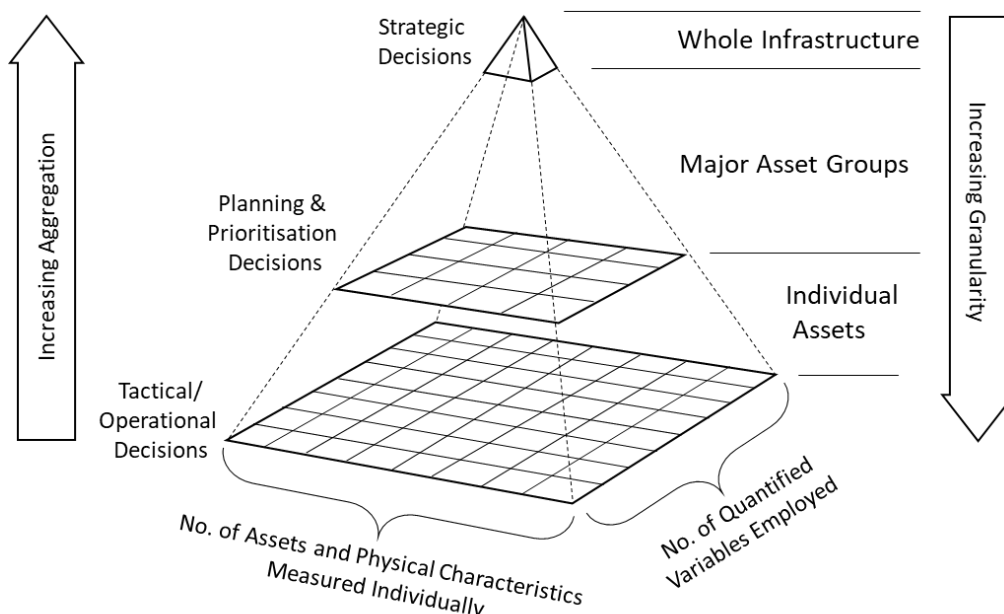 Strategic
Decisions
Whole Infrastructure
Increasing Aggregation
Increasing Granularity
Major Asset Groups
Planning &
Prioritisation
Decisions
Individual
Assets
Tactical/
Operational
Decisions
No. of Assets and Physical Characteristics
Measured Individually
No. of Quantified
Variables Employed